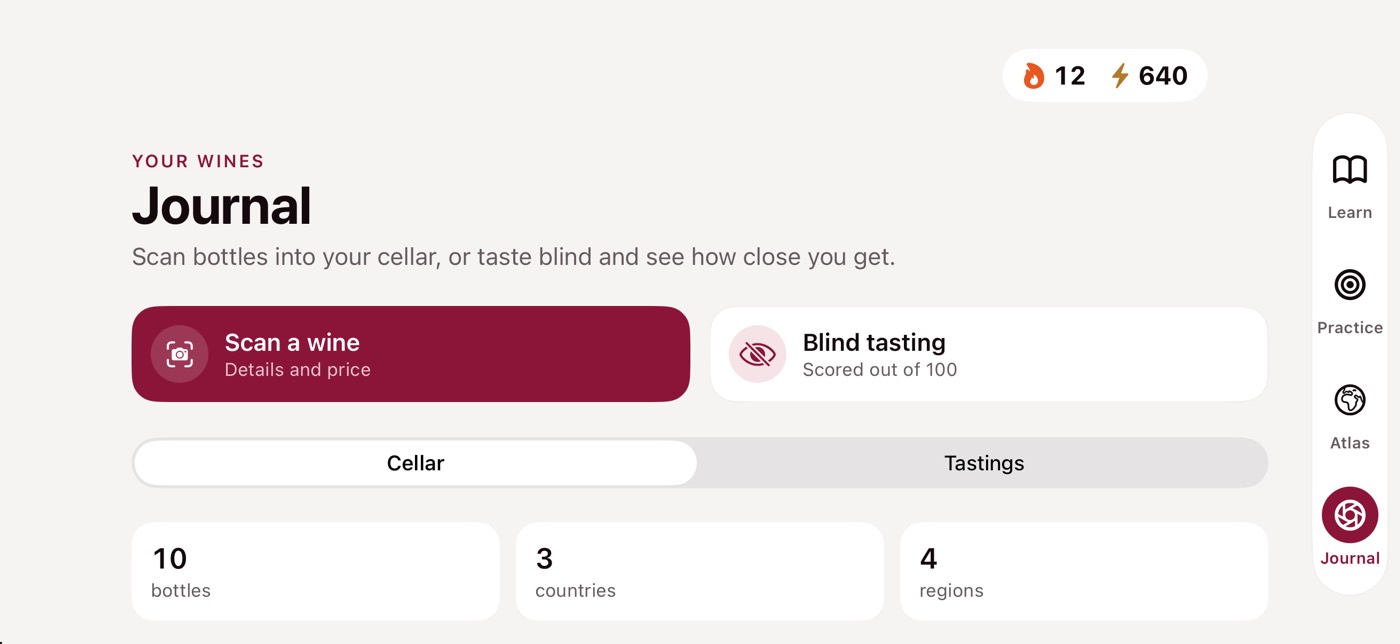 12 640
YOUR WINES
Journal
Scan bottles into your cellar, or taste blind and see how close you get.
Scan a wine
Details and price
Blind tasting
Scored out of 100
Cellar
Tastings
10
bottles
3
countries
4
regions
Learn
Practice
Atlas
Journal